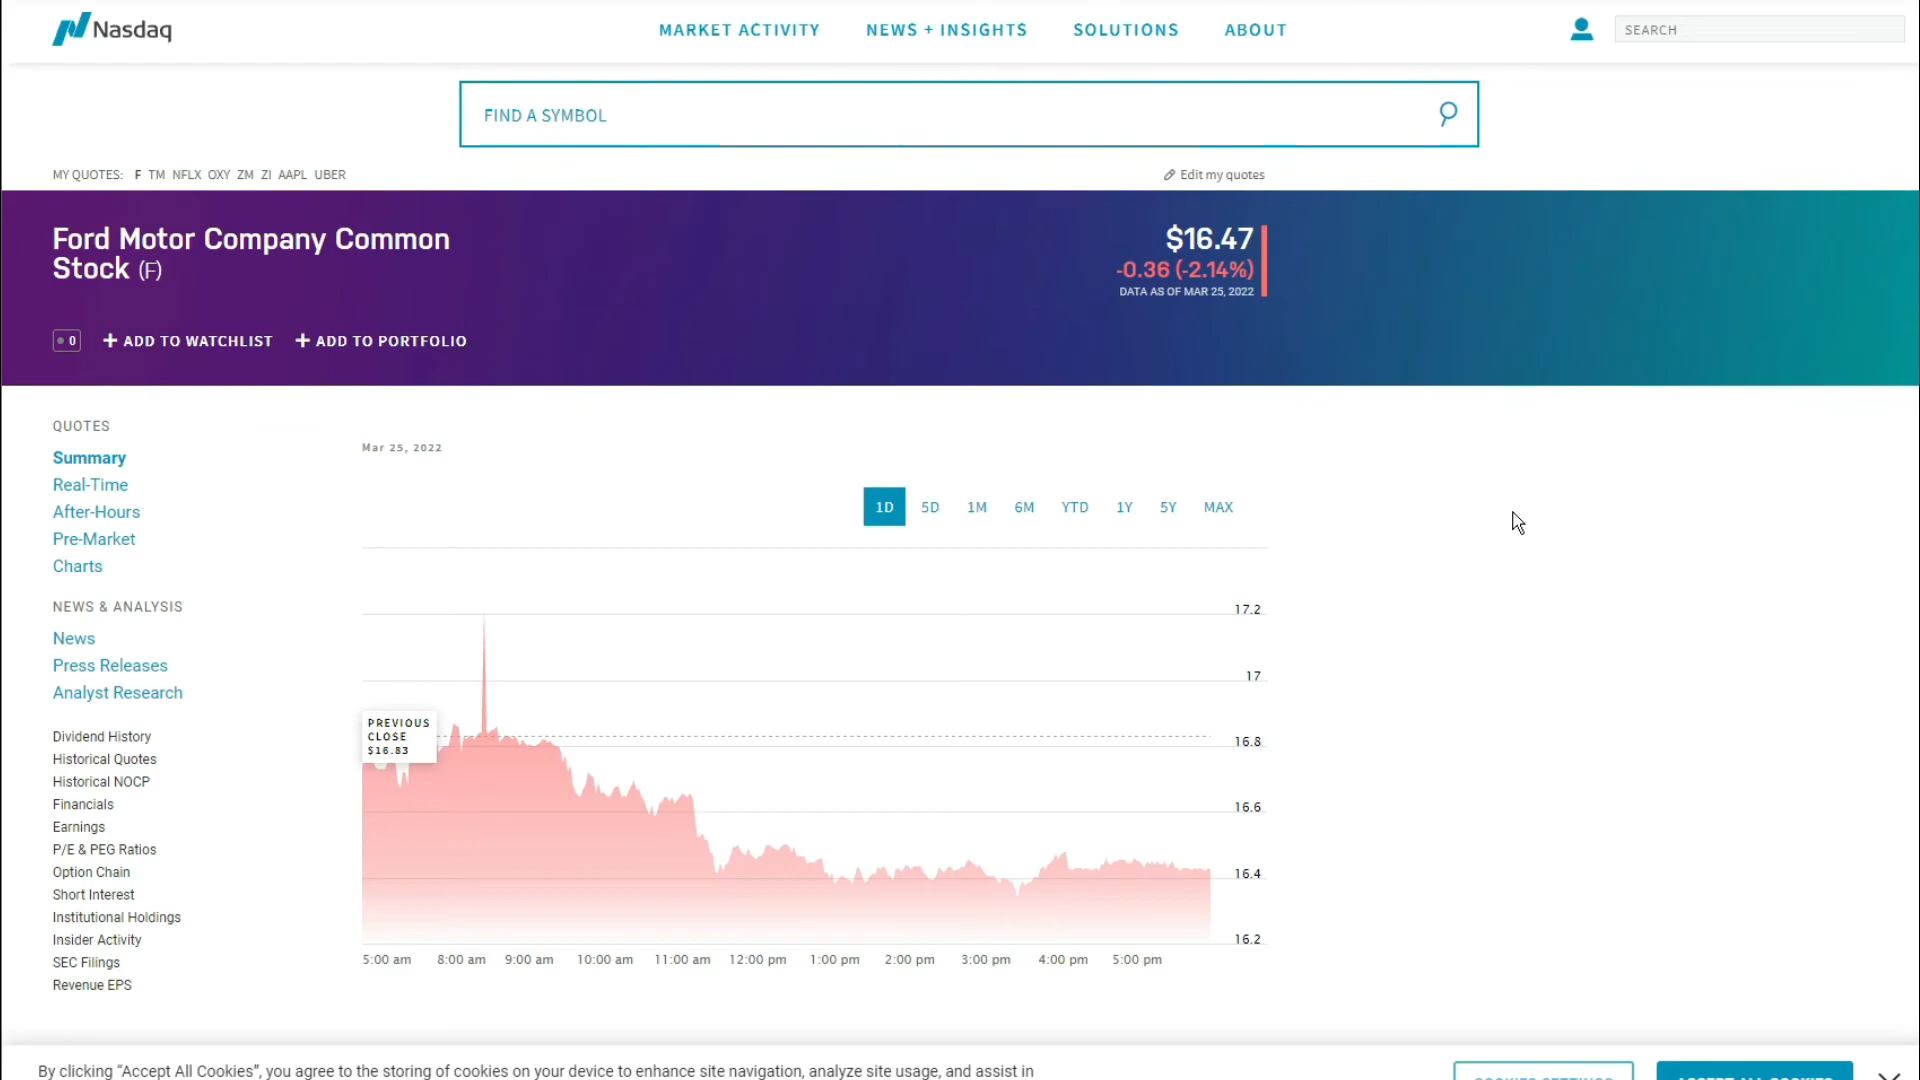 Nasdaq
MARKET ACTIVITY NEWS + INSIGHTS SOLUTIONS ABOUT
SEARCH
FIND A SYMBOL
MY QUOTES: F TM NFLX OXY ZM ZI AAPL UBER
Edit my quotes
Ford Motor Company Common
Stock (F)
$16.47
-0.36 (-2.14%)
DATA AS OF MAR 25, 2022
0 + ADD TO WATCHLIST + ADD TO PORTFOLIO
QUOTES
Summary
Real-Time
After-Hours
Pre-Market
Charts
NEWS & ANALYSIS
News
Press Releases
Analyst Research
Dividend History
Historical Quotes
Historical NOCP
Financials
Earnings
P/E & PEG Ratios
Option Chain
Short Interest
Institutional Holdings
Insider Activity
SEC Filings
Revenue EPS
Mar 25, 2022
1D 5D 1M 6M YTD 1Y 5Y MAX
17.2
17
16.8
16.6
16.4
16.2
PREVIOUS
CLOSE
$16.83
5:00 am 8:00 am 9:00 am 10:00 am 11:00 am 12:00 pm 1:00 pm 2:00 pm 3:00 pm 4:00 pm 5:00 pm
By clicking “Accept All Cookies”, you agree to the storing of cookies on your device to enhance site navigation, analyze site usage, and assist in